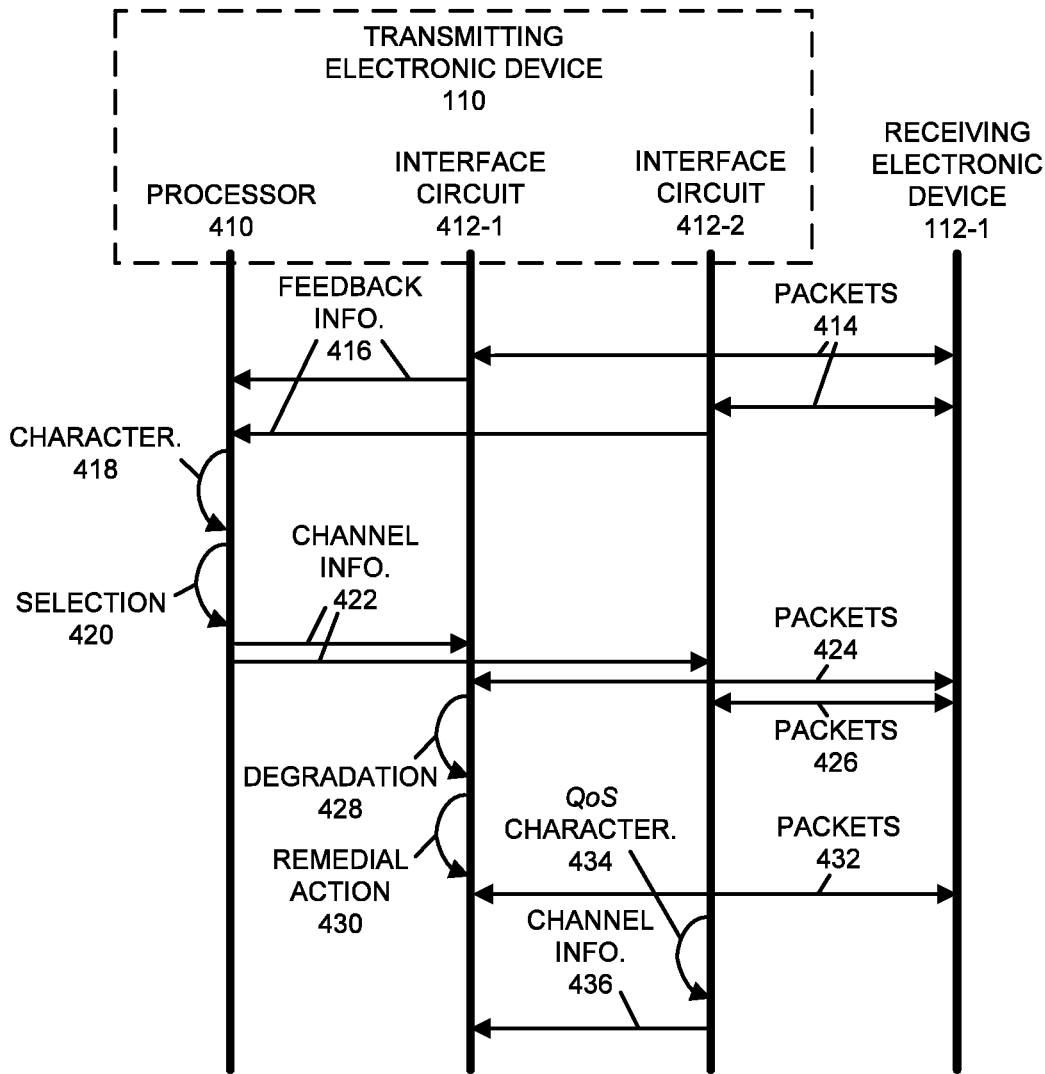 TRANSMITTING
ELECTRONIC DEVICE
110
PROCESSOR
410
INTERFACE
CIRCUIT
412-1
INTERFACE
CIRCUIT
412-2
RECEIVING
ELECTRONIC
DEVICE
112-1
FEEDBACK
INFO.
416
PACKETS
414
CHARACTER.
418
SELECTION
420
CHANNEL
INFO.
422
PACKETS
424
PACKETS
426
DEGRADATION
428
REMEDIAL
ACTION
430
QoS
CHARACTER.
434
PACKETS
432
CHANNEL
INFO.
436